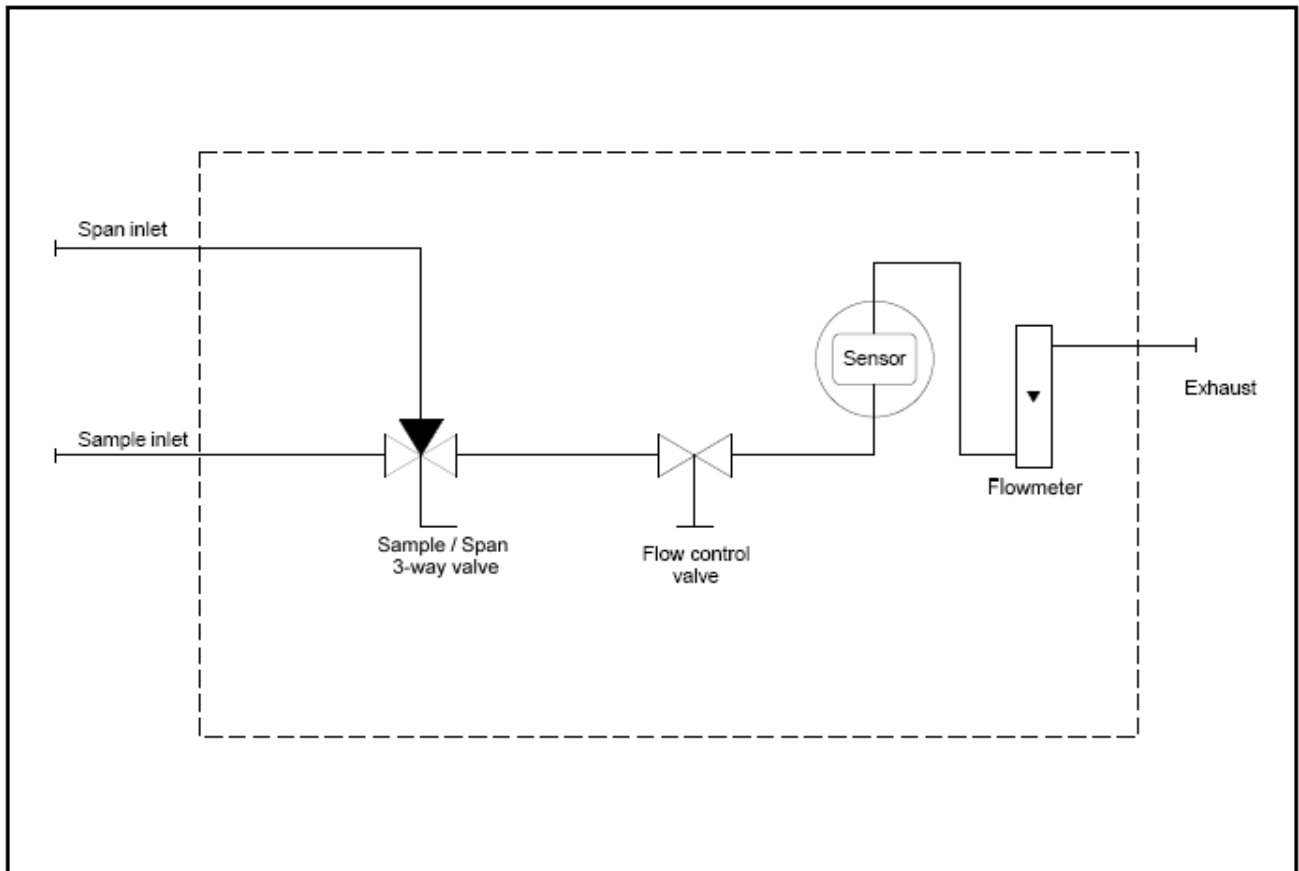 Span inlet
Sensor
Exhaust
Sample inlet
Flowmeter
Sample / Span
3-way valve
Flow control
valve